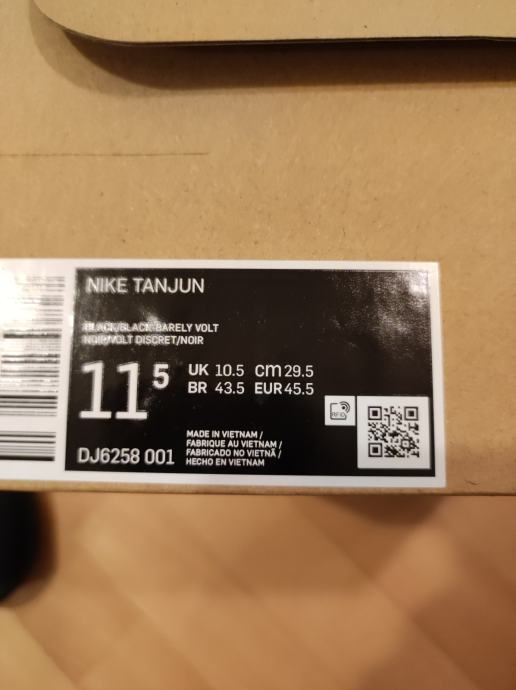 NIKE TANJUN
BLACK/BLACK-BARELY VOLT
NOIR/VOLT DISCRET/NOIR
11 5
UK 10.5 cm 29.5
BR 43.5 EUR 45.5
RFID
DJ6258 001
MADE IN VIETNAM /
FABRIQUE AU VIETNAM /
FABRICADO NO VIETNÃ /
HECHO EN VIETNAM